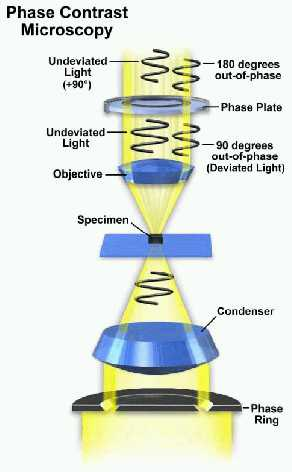 Phase Contrast
Microscopy
Undeviated
Light
(+90°)
180 degrees
out-of-phase
Phase Plate
Undeviated
Light
90 degrees
out-of-phase
(Deviated Light)
Objective
Specimen
Condenser
Phase
Ring